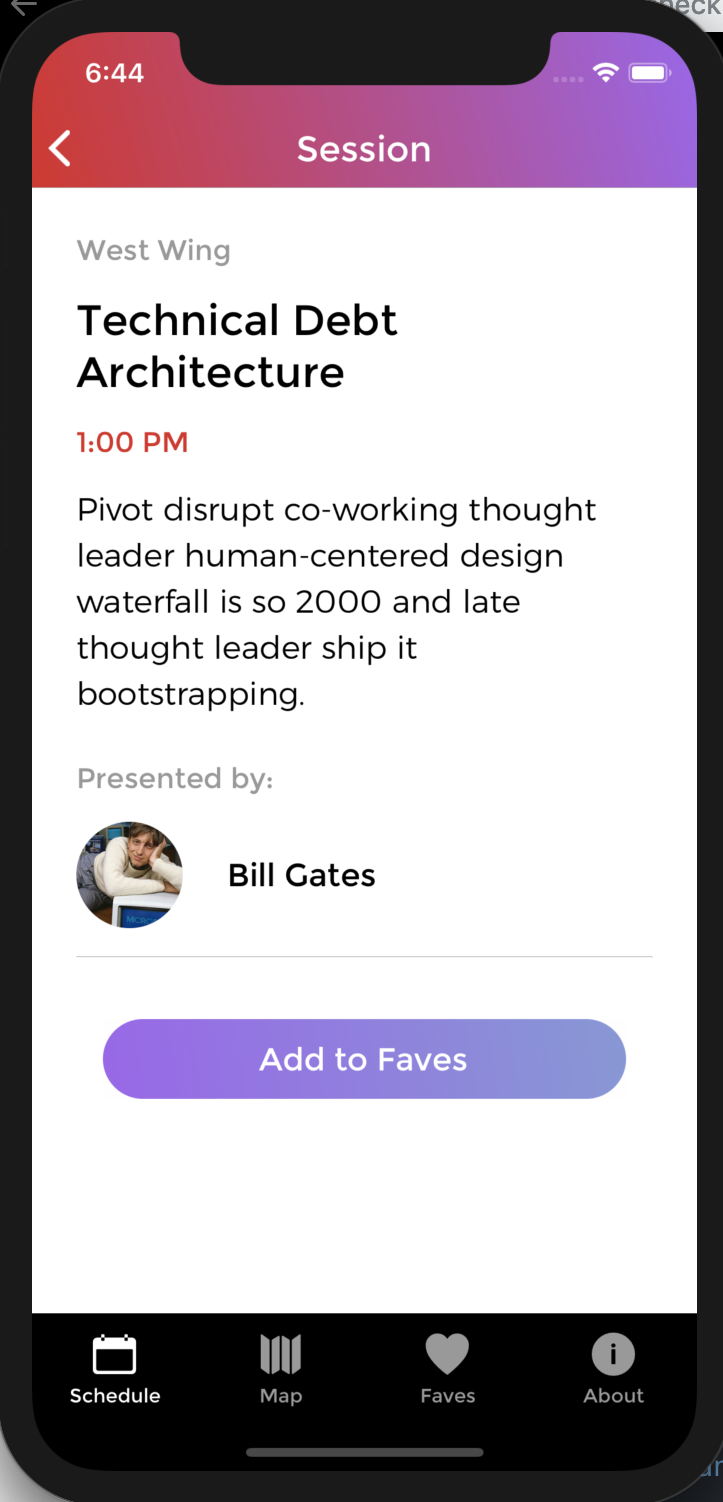 6:44
Session
West Wing
Technical Debt
Architecture
1:00 PM
Pivot disrupt co-working thought
leader human-centered design
waterfall is so 2000 and late
thought leader ship it
bootstrapping.
Presented by:
Bill Gates
Add to Faves
Schedule
Map
Faves
About